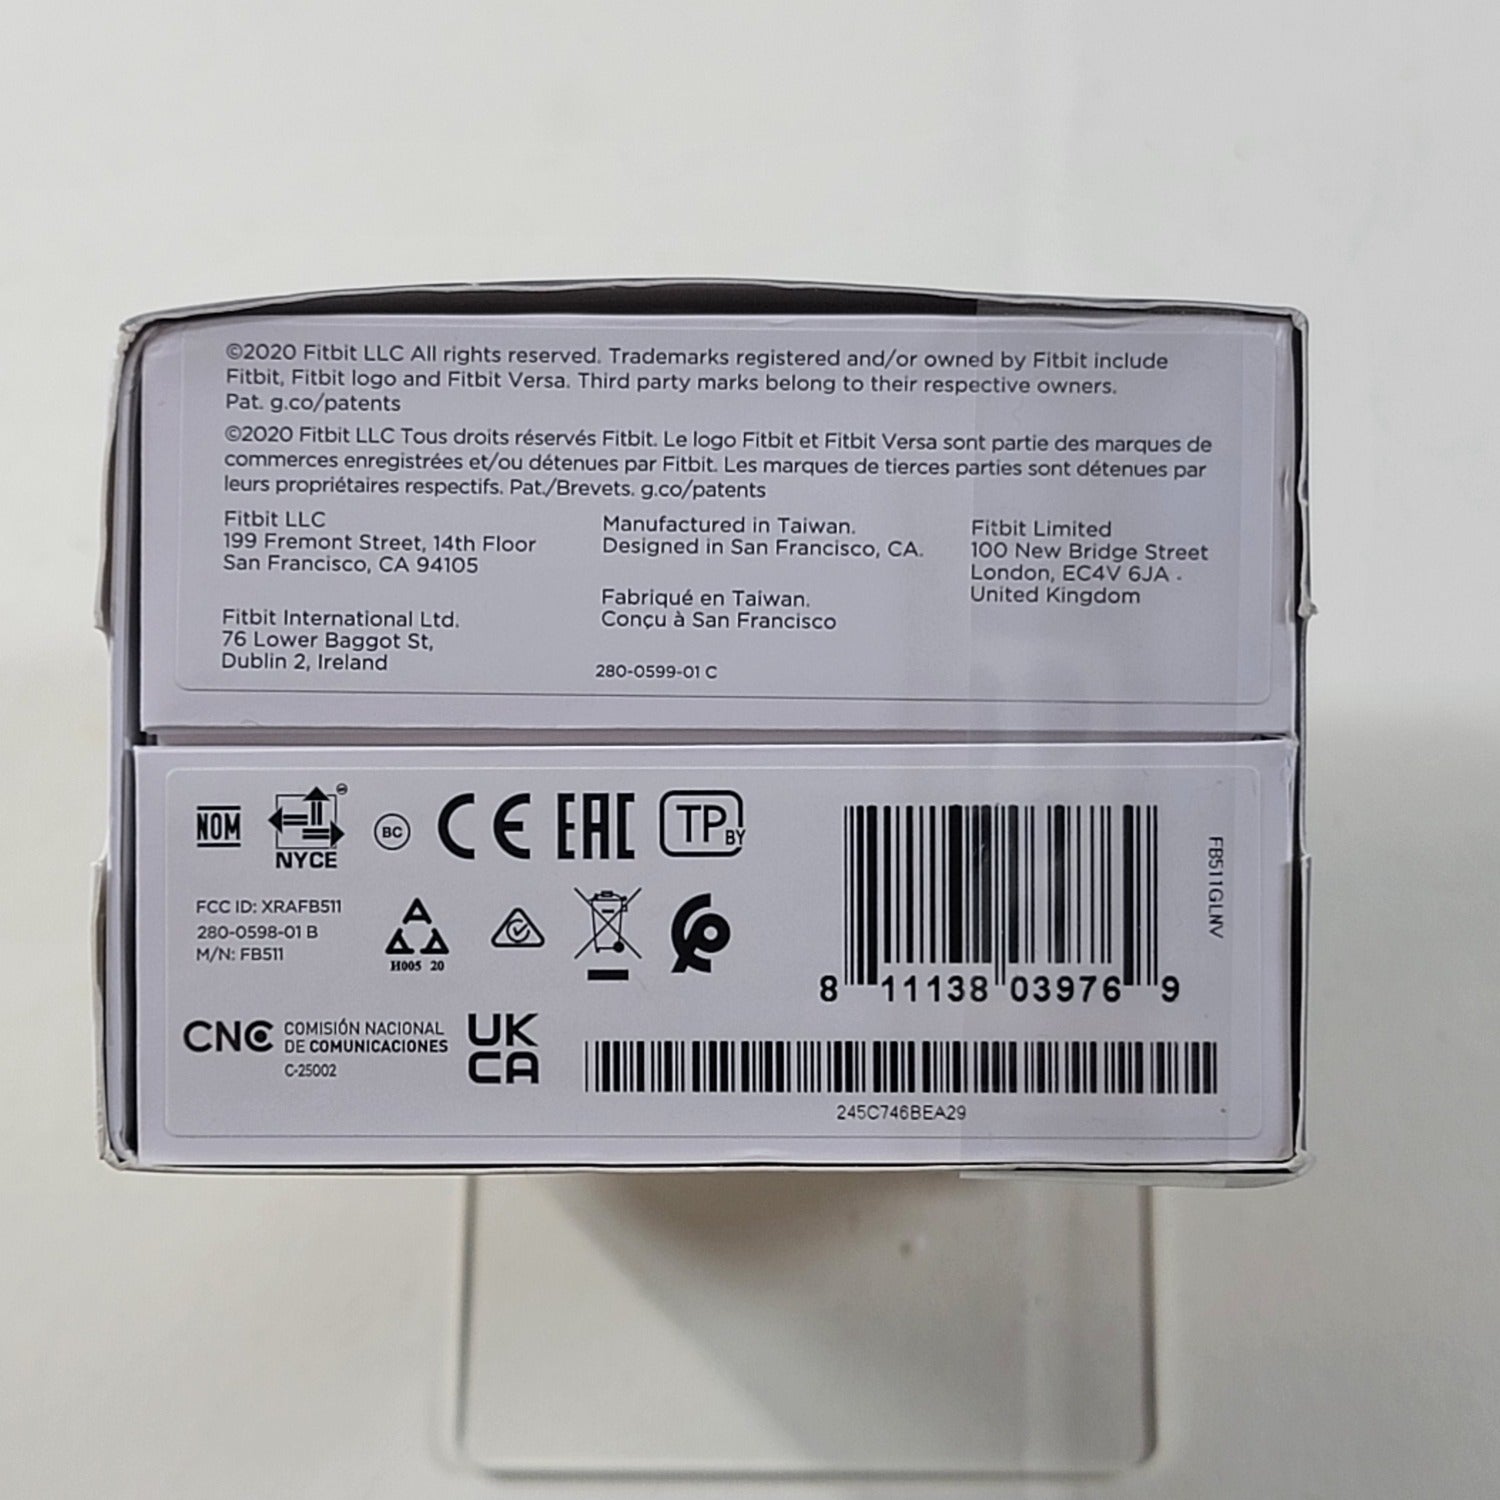 ©2020 Fitbit LLC All rights reserved. Trademarks registered and/or owned by Fitbit include
Fitbit, Fitbit logo and Fitbit Versa. Third party marks belong to their respective owners.
Pat. g.co/patents
©2020 Fitbit LLC Tous droits réservés Fitbit. Le logo Fitbit et Fitbit Versa sont partie des marques de
commerces enregistrées et/ou détenues par Fitbit. Les marques de tierces parties sont détenues par
leurs propriétaires respectifs. Pat./Brevets. g.co/patents
Fitbit LLC
199 Fremont Street, 14th Floor
San Francisco, CA 94105
Fitbit International Ltd.
76 Lower Baggot St,
Dublin 2, Ireland
Manufactured in Taiwan.
Designed in San Francisco, CA.
Fabriqué en Taiwan.
Conçu à San Francisco
280-0599-01 C
Fitbit Limited
100 New Bridge Street
London, EC4V 6JA .
United Kingdom
NOM
NYCE
BC
CE
EAC
TP BY
FCC ID: XRAFB511
280-0598-01 B
M/N: FB511
H005 20
CNC COMISIÓN NACIONAL
DE COMUNICACIONES
C-25002
UK
CA
8 11138 03976 9
FB511GLNV
245C746BEA29